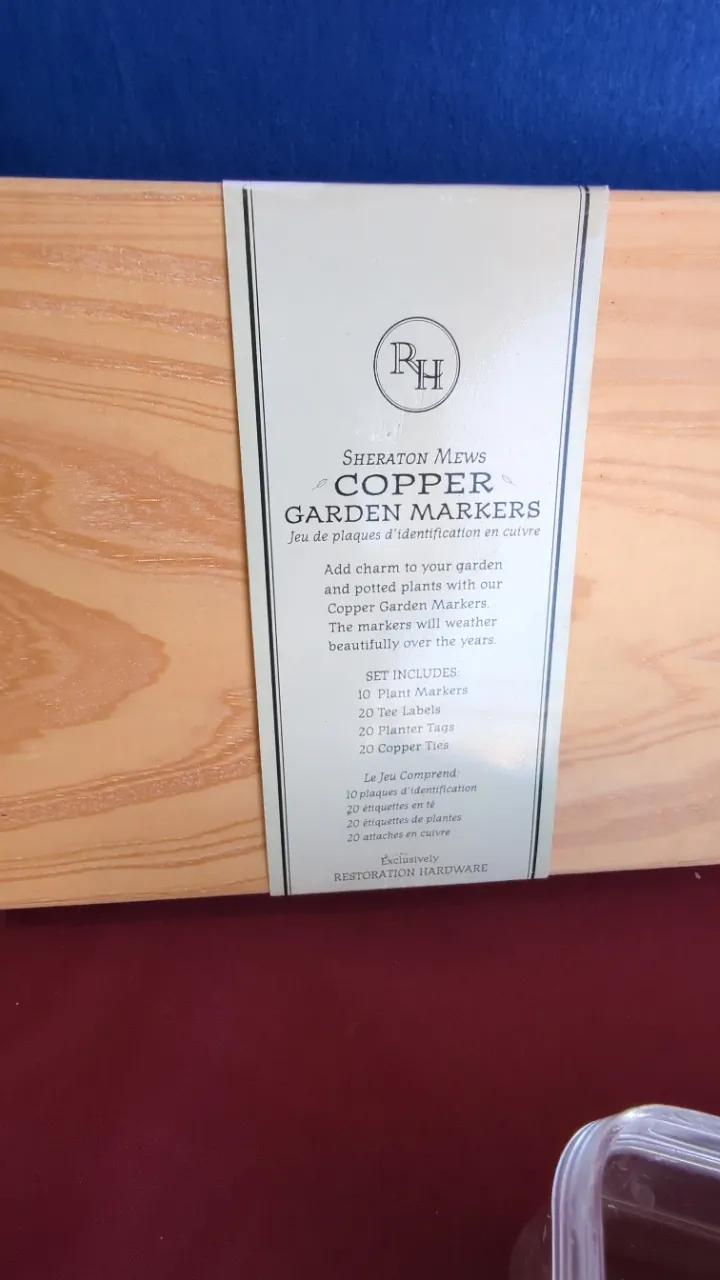 RH
SHERATON MEWS
COPPER
GARDEN MARKERS
Jeu de plaques d'identification en cuivre
Add charm to your garden
and potted plants with our
Copper Garden Markers.
The markers will weather
beautifully over the years.
SET INCLUDES:
10 Plant Markers
20 Tee Labels
20 Planter Tags
20 Copper Ties
Le Jeu Comprend:
10 plaques d'identification
20 étiquettes en té
20 étiquettes de plantes
20 attaches en cuivre
Exclusively
RESTORATION HARDWARE